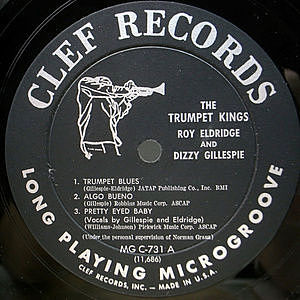 CLEF RECORDS
THE
TRUMPET KINGS
ROY ELDRIDGE
AND
DIZZY GILLESPIE
1. TRUMPET BLUES
(Gillespie-Eldridge) JATAP Publishing Co., Inc. BMI
2. ALGO BUENO
(Gillespie) Robbins Music Corp. ASCAP
3. PRETTY EYED BABY
(Vocals by Gillespie and Eldridge)
(Williams-Johnson) Pickwick Music Corp. ASCAP
(Under the personal supervision of Norman Granz)
MG C-731 A
(11,686)
LONG PLAYING MICROGROOVE
CLEF RECORDS, INC. - MADE IN U.S.A.